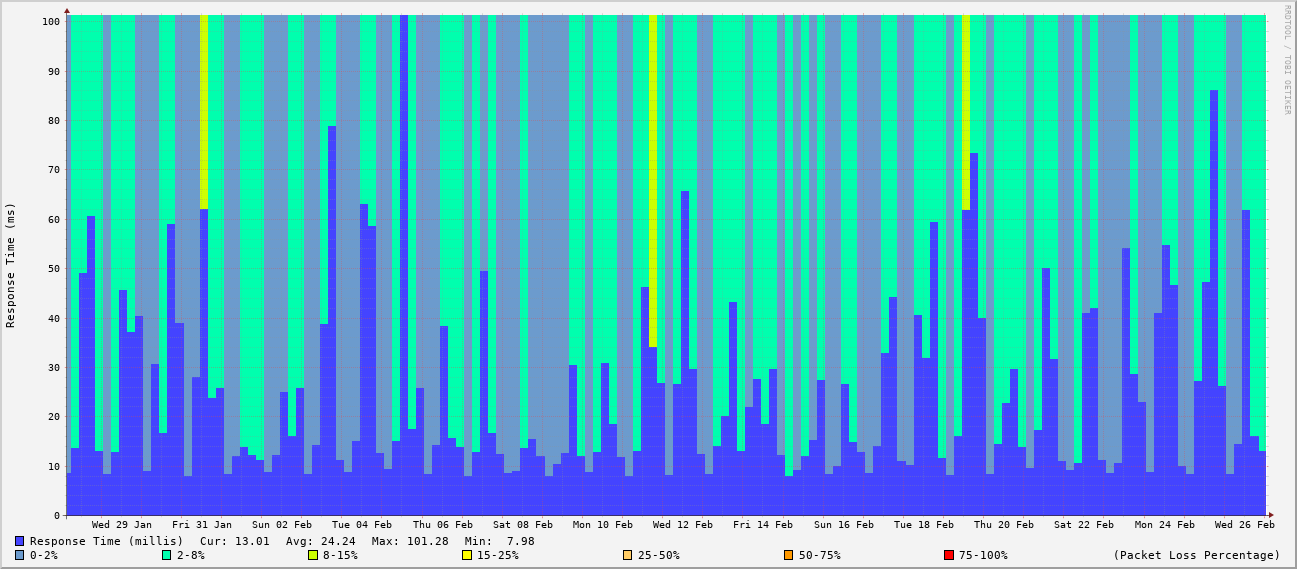 RRDTOOL / TOBI OETIKER
Response Time (ms)
100
90
80
70
60
50
40
30
20
10
0
Wed 29 Jan Fri 31 Jan Sun 02 Feb Tue 04 Feb Thu 06 Feb Sat 08 Feb Mon 10 Feb Wed 12 Feb Fri 14 Feb Sun 16 Feb Tue 18 Feb Thu 20 Feb Sat 22 Feb Mon 24 Feb Wed 26 Feb
Response Time (millis) Cur: 13.01 Avg: 24.24 Max: 101.28 Min: 7.98
0-2% 2-8% 8-15% 15-25% 25-50% 50-75% 75-100% (Packet Loss Percentage)